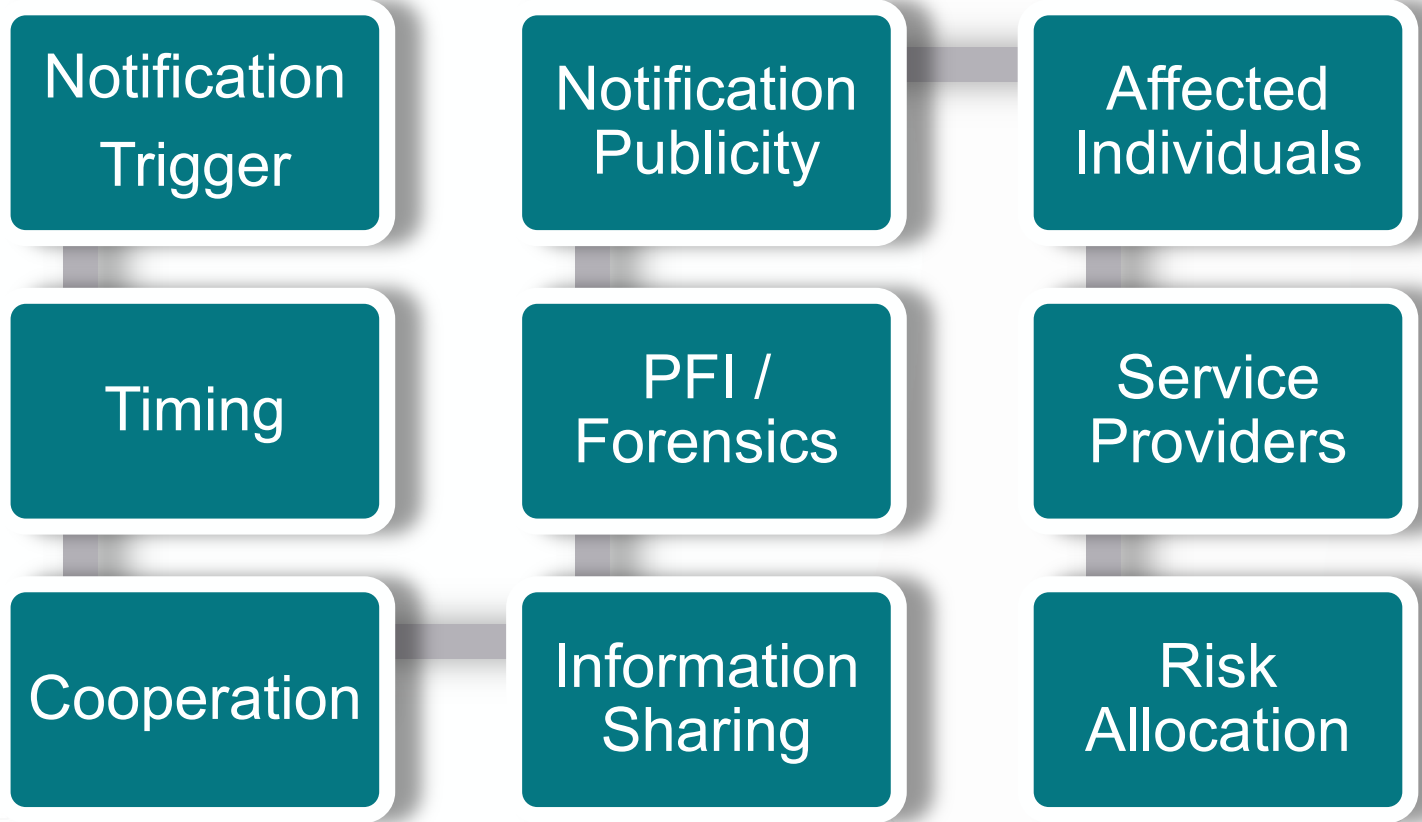 Notification
Trigger
Timing
Cooperation
Information
Sharing
PFI /
Forensics
Notification
Publicity
Affected
Individuals
Service
Providers
Risk
Allocation